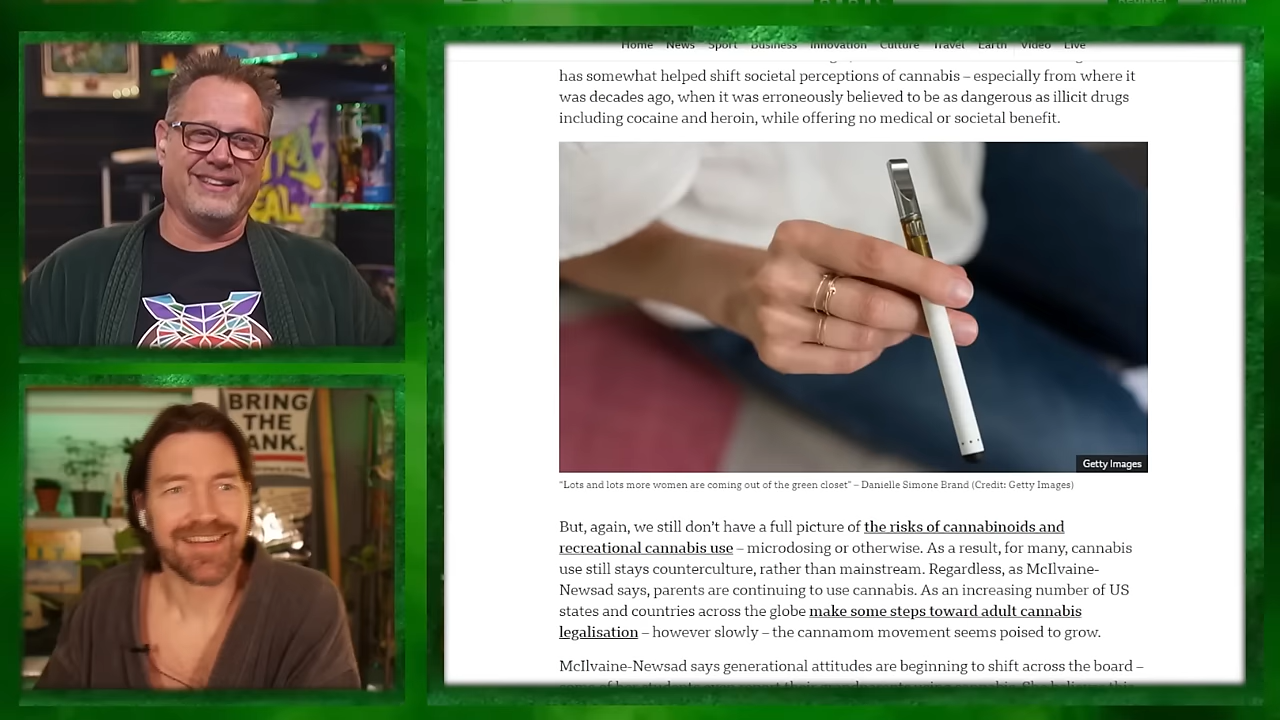 Register
Sign In
Home News Sport Business Innovation Culture Travel Earth Video Live
has somewhat helped shift societal perceptions of cannabis – especially from where it
was decades ago, when it was erroneously believed to be as dangerous as illicit drugs
including cocaine and heroin, while offering no medical or societal benefit.
Getty Images
"Lots and lots more women are coming out of the green closet" – Danielle Simone Brand (Credit: Getty Images)
But, again, we still don't have a full picture of the risks of cannabinoids and
recreational cannabis use – microdosing or otherwise. As a result, for many, cannabis
use still stays counterculture, rather than mainstream. Regardless, as McIlvaine-
Newsad says, parents are continuing to use cannabis. As an increasing number of US
states and countries across the globe make some steps toward adult cannabis
legalisation – however slowly – the cannamom movement seems poised to grow.
McIlvaine-Newsad says generational attitudes are beginning to shift across the board –
BRING
THE